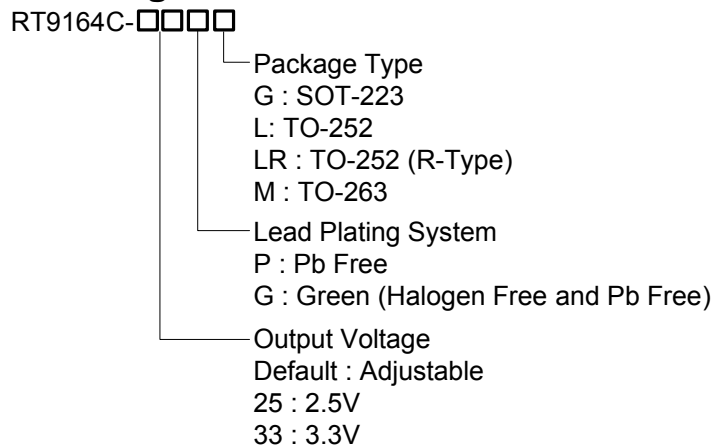 RT9164C-□□□□
Package Type
G : SOT-223
L: TO-252
LR : TO-252 (R-Type)
M : TO-263
Lead Plating System
P : Pb Free
G : Green (Halogen Free and Pb Free)
Output Voltage
Default : Adjustable
25 : 2.5V
33 : 3.3V